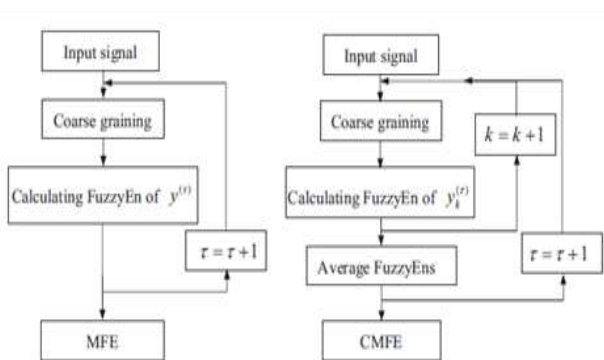 Input signal
Coarse graining
Calculating FuzzyEn of y^(τ)
τ = τ+1
MFE
Input signal
Coarse graining
k = k+1
Calculating FuzzyEn of y_k^(τ)
Average FuzzyEns
τ = τ+1
CMFE